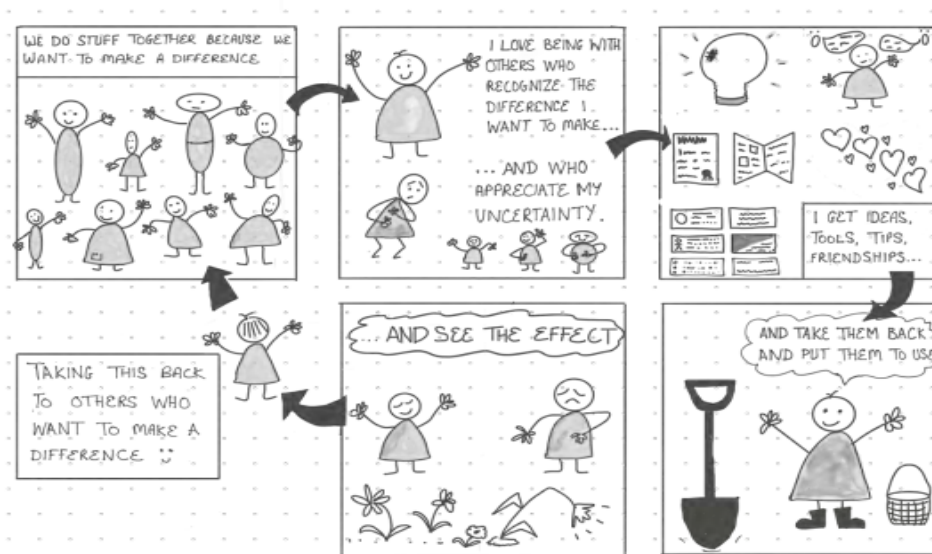 WE DO STUFF TOGETHER BECAUSE WE
WANT TO MAKE A DIFFERENCE
I LOVE BEING WITH
OTHERS WHO
RECOGNIZE THE
DIFFERENCE I
WANT TO MAKE...
...AND WHO
APPRECIATE MY
UNCERTAINTY.
I GET IDEAS,
TOOLS, TIPS,
FRIENDSHIPS...
AND TAKE THEM BACK
AND PUT THEM TO USE
...AND SEE THE EFFECT
TAKING THIS BACK
TO OTHERS WHO
WANT TO MAKE A
DIFFERENCE